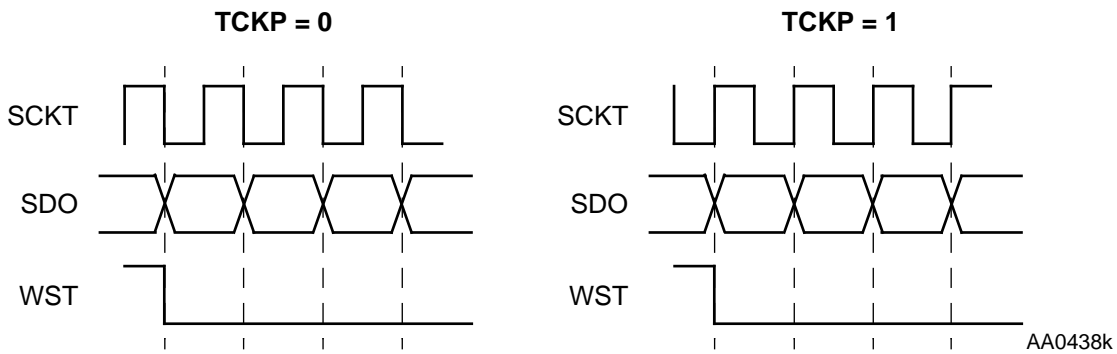 TCKP = 0
TCKP = 1
SCKT
SCKT
SDO
SDO
WST
WST
AA0438k